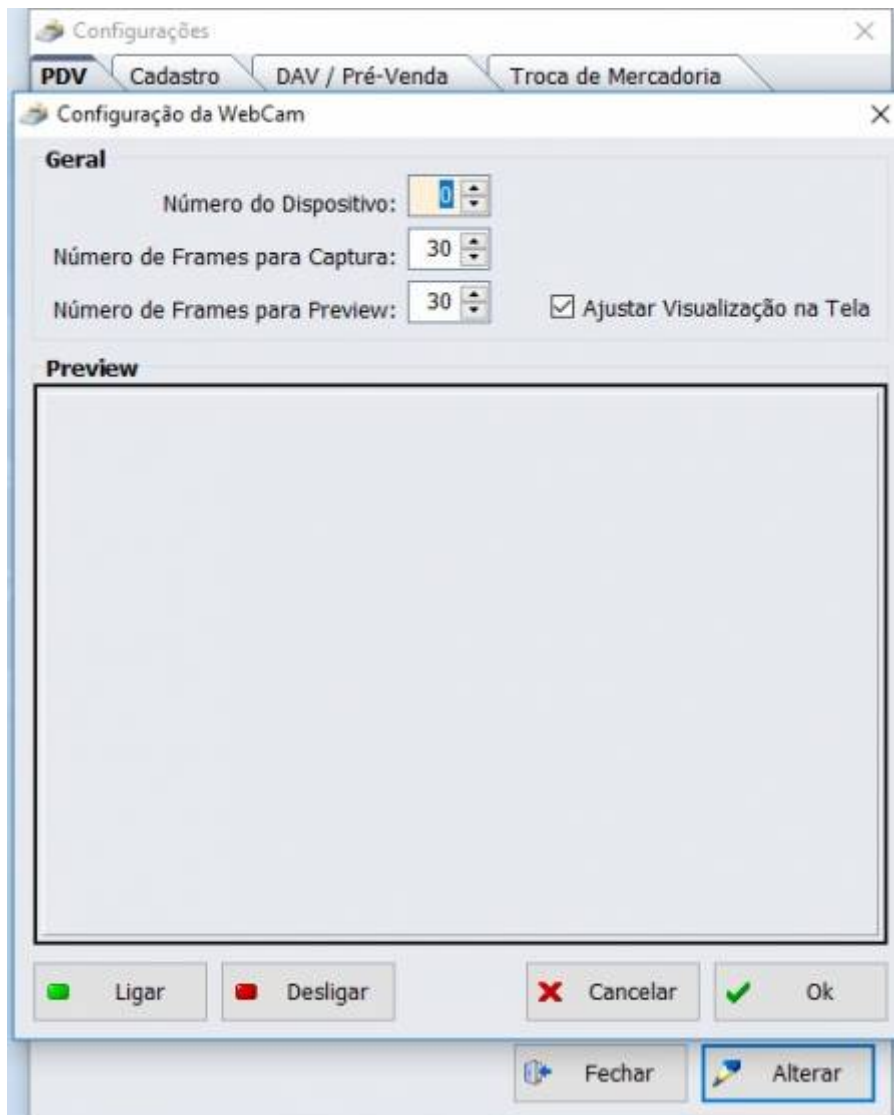 Configurações
PDV Cadastro DAV / Pré-Venda Troca de Mercadoria
Configuração da WebCam
Geral
Número do Dispositivo: 0
Número de Frames para Captura: 30
Número de Frames para Preview: 30 Ajustar Visualização na Tela
Preview
Ligar Desligar Cancelar Ok
Fechar Alterar